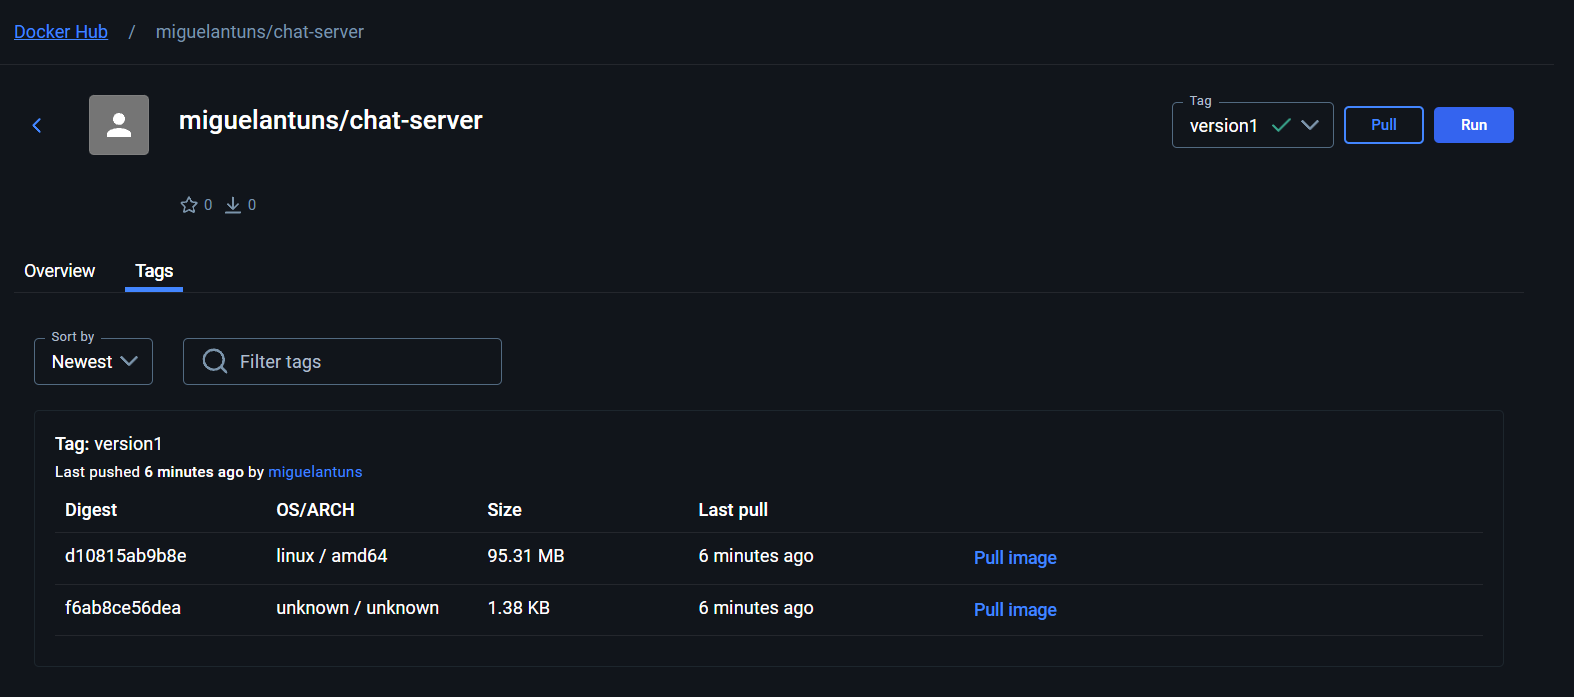 Docker Hub / miguelantuns/chat-server
miguelantuns/chat-server
Tag
version1
Pull
Run
0 0
Overview Tags
Sort by
Newest
Filter tags
Tag: version1
Last pushed 6 minutes ago by miguelantuns
Digest OS/ARCH Size Last pull
d10815ab9b8e linux / amd64 95.31 MB 6 minutes ago Pull image
f6ab8ce56dea unknown / unknown 1.38 KB 6 minutes ago Pull image